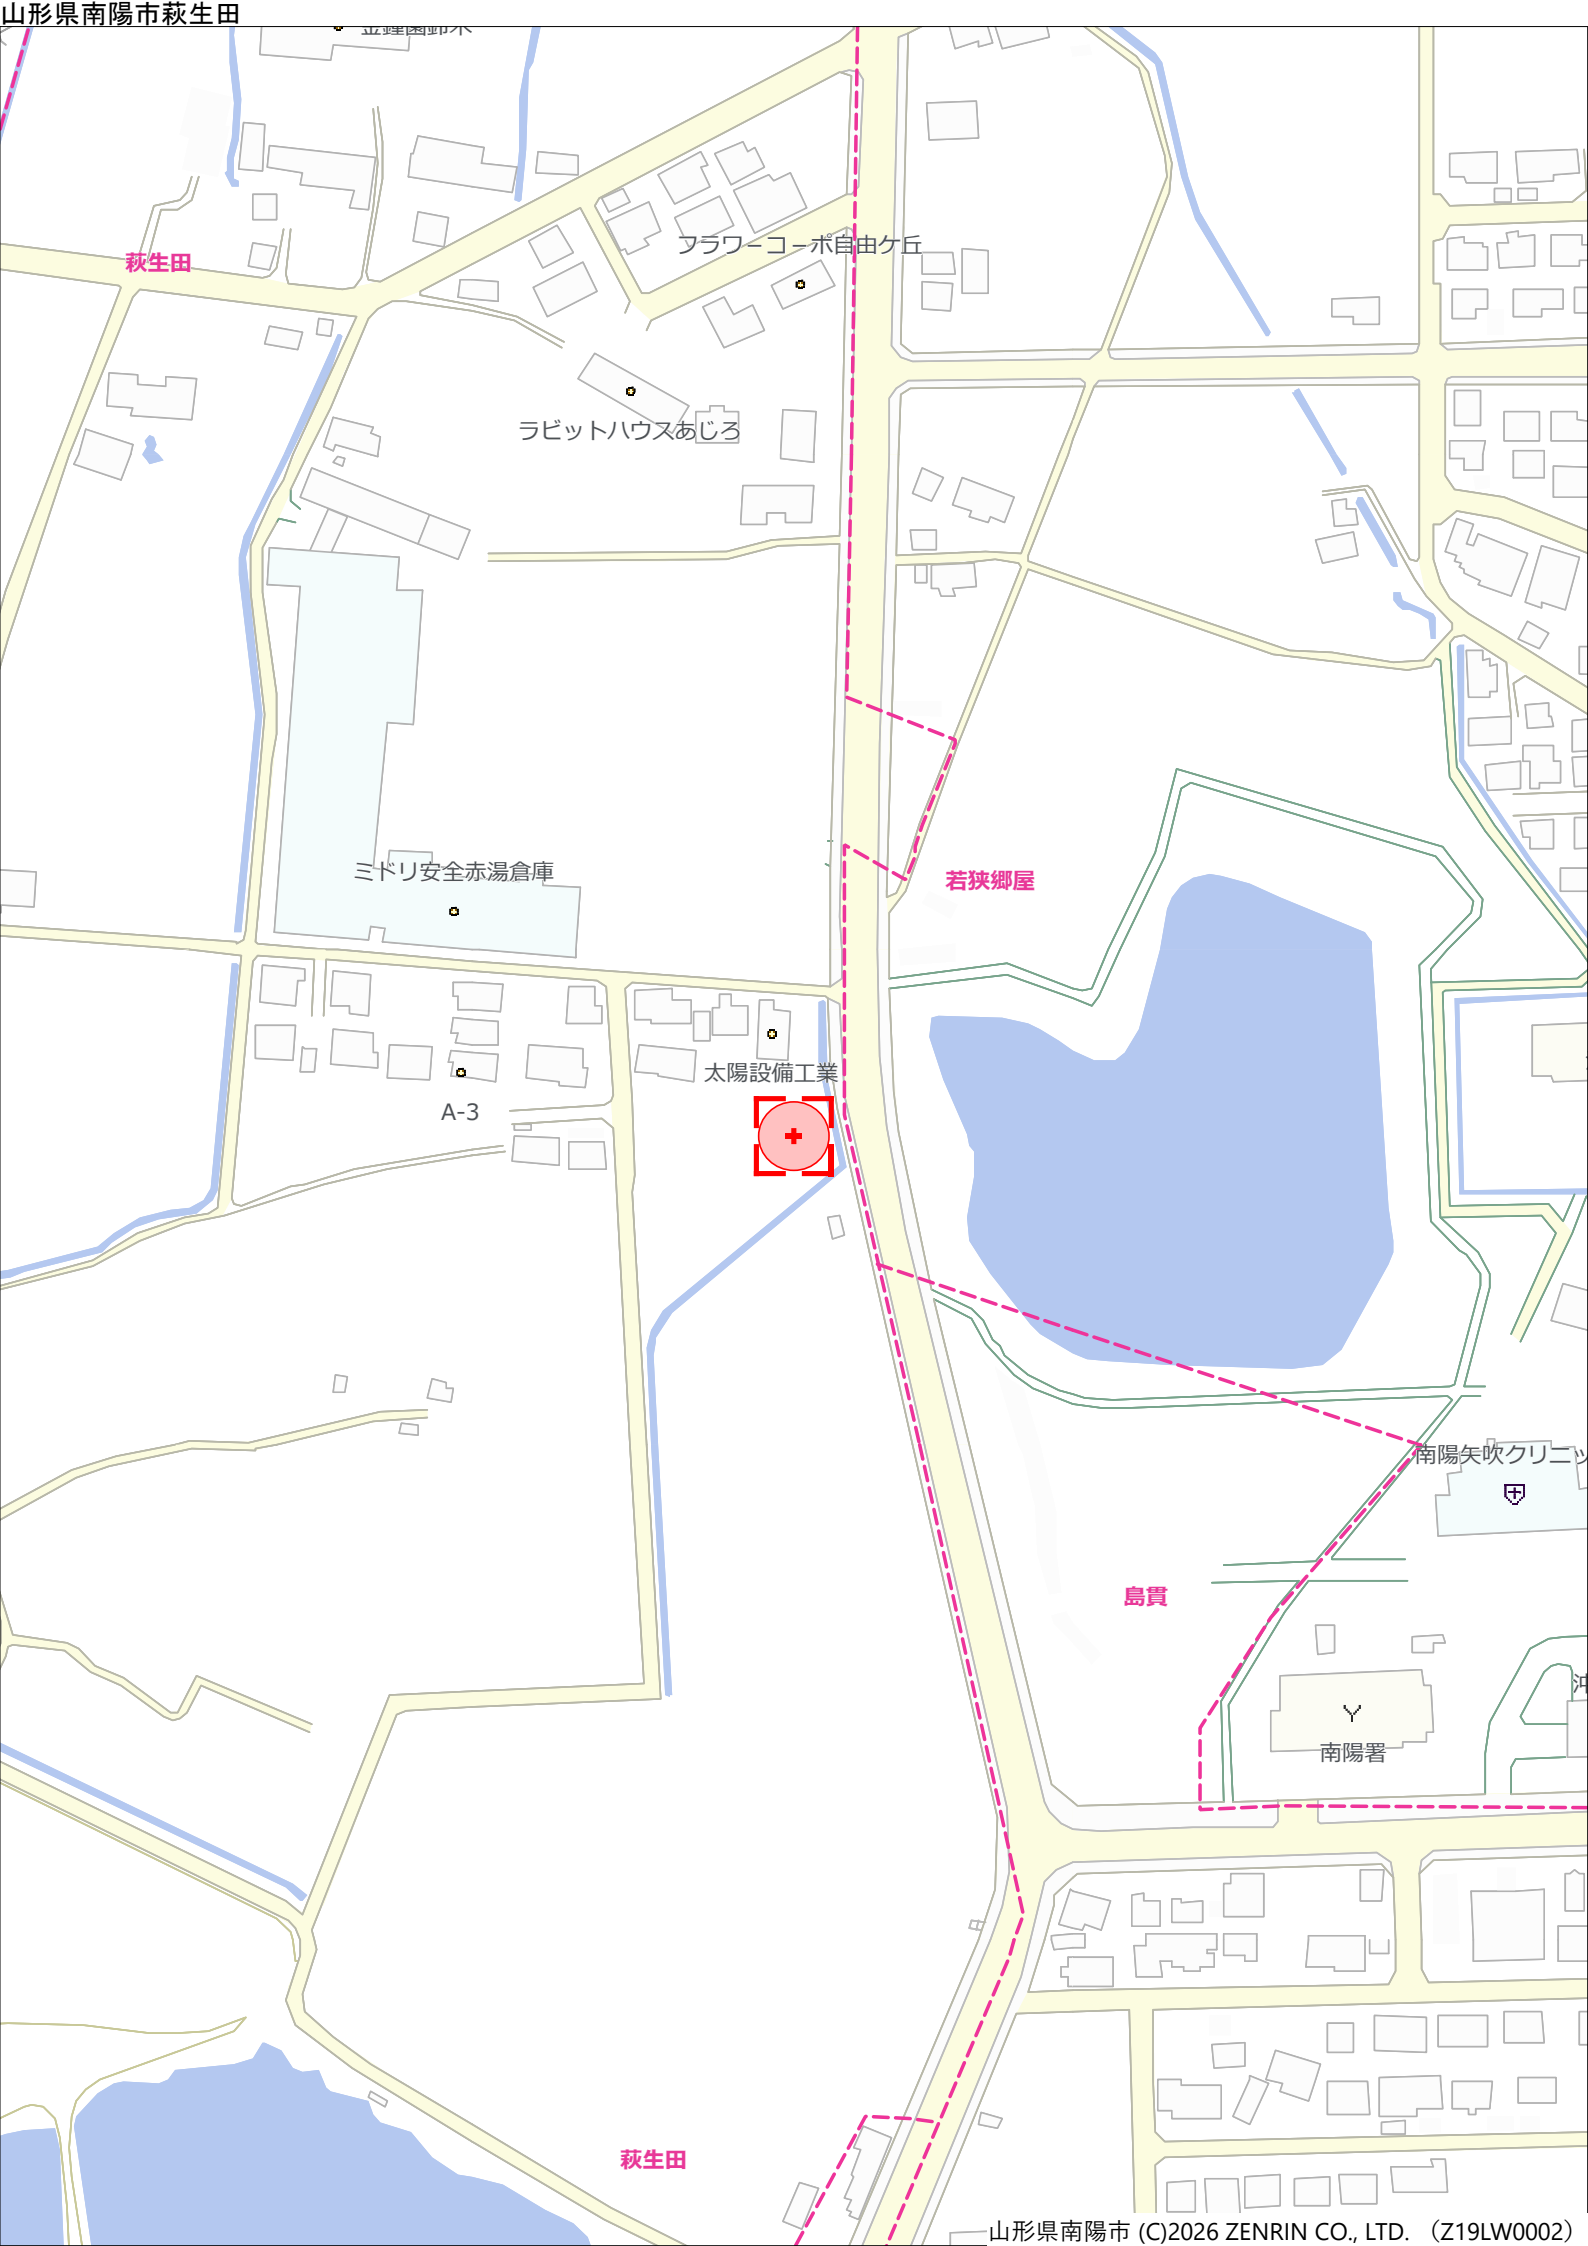 山形県南陽市萩生田
フラワーコーポ自由ケ丘
萩生田
ラビットハウスあじろ
ミドリ安全赤湯倉庫
若狭郷屋
太陽設備工業
A-3
南陽矢吹クリニッ
島貫
沖
南陽署
萩生田
山形県南陽市 (C)2026 ZENRIN CO., LTD. （Z19LW0002）